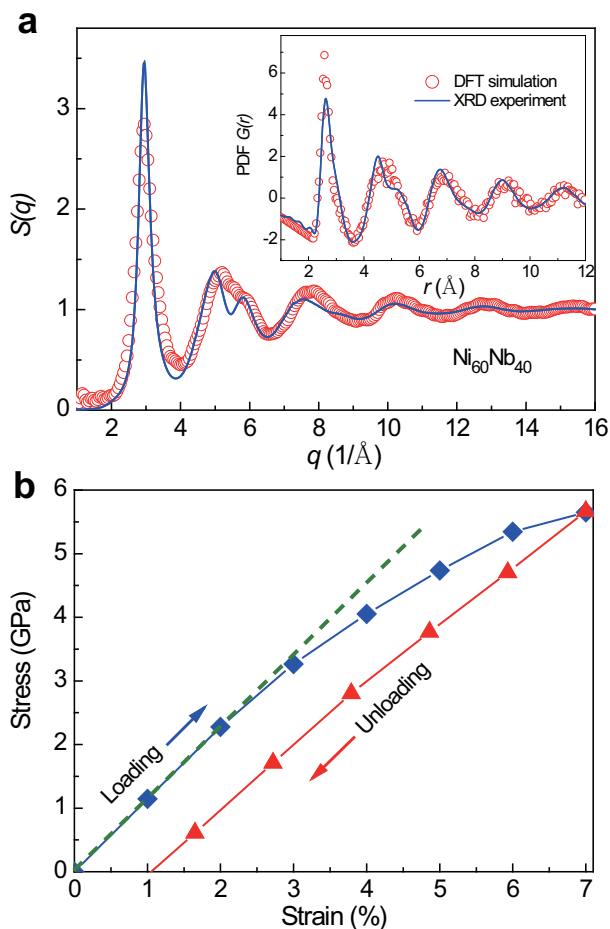 a
3
2
1
0
S(q)
2
4
6
8
10
12
14
16
q (1/Å)
Ni60Nb40
6
4
2
0
-2
PDF G(r)
2
4
6
8
10
12
r (Å)
DFT simulation
XRD experiment
b
6
5
4
3
2
1
0
Stress (GPa)
0
1
2
3
4
5
6
7
Strain (%)
Loading
Unloading